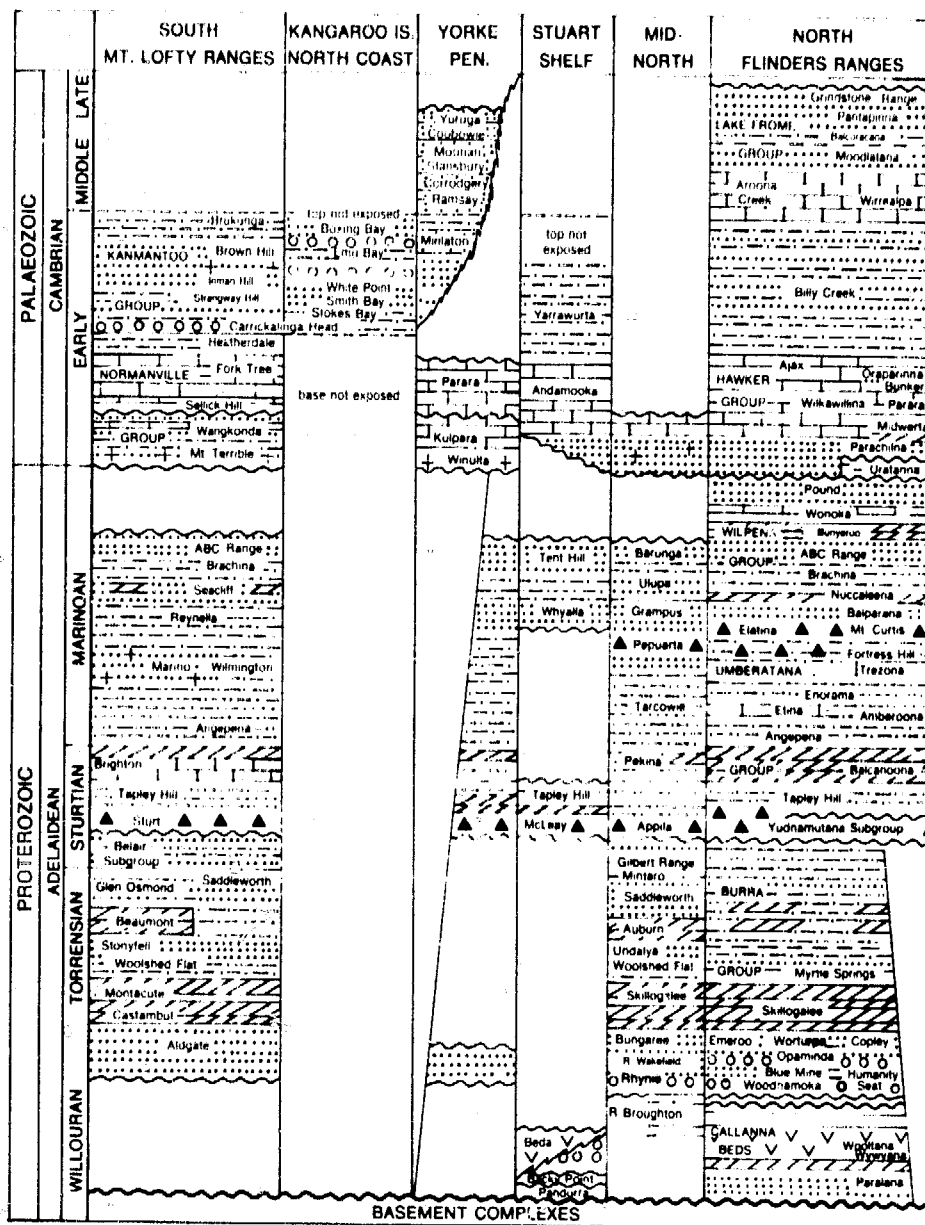 SOUTH
MT. LOFTY RANGES
KANGAROO IS.
NORTH COAST
YORKE
PEN.
STUART
SHELF
MID-
NORTH
NORTH
FLINDERS RANGES
PALAEOZOIC
CAMBRIAN
LATE
MIDDLE
EARLY
PROTEROZOIC
ADELAIDEAN
MARINOAN
STURTIAN
TORRENSIAN
WILLOURAN
Brukunga
Brown Hill
KANMANTOO
Inman Hill
Strangway Hill
GROUP
Carrickalinga Head
Heatherdale
Fork Tree
NORMANVILLE
Sellick Hill
Wangkonda
GROUP
Mt Terrible
ABC Range
Brachina
Seacliff
Reynella
Marino Wilmington
Angepena
Brighton
Tapley Hill
Sturt
Belair
Subgroup
Saddleworth
Glen Osmond
Beaumont
Stonyfell
Woolshed Flat
Montacute
Castambul
Aldgate
top not exposed
Boxing Bay
Emu Bay
White Point
Smith Bay
Stokes Bay
base not exposed
Yuruga
Coobowie
Moonan
Stansbury
Corrodgery
Ramsay
Minlaton
Parara
Kulpara
Winulta
top not
exposed
Yarrawurta
Andamooka
Tent Hill
Whyalla
Tapley Hill
McLeay
Beda
Backy Point
Pandurra
Barunga
Ulupa
Grampus
Pepuarta
Tarcowie
Pekina
Appila
Gilbert Range
Mintaro
Saddleworth
Auburn
Undalya
Woolshed Flat
Skillogalee
Bungaree
R Wakefield
Rhynie
R Broughton
Grindstone Range
Pantapinna
LAKE FROME
Balcoracana
GROUP Moodlatana
Aroona
Creek Wirrealpa
Billy Creek
Ajax
Oraparinna
HAWKER Bunker
GROUP Wilkawillina Parara
Midwerta
Parachilna
Uratanna
Pound
Wonoka
WILPEN. Bunyeroo
GROUP ABC Range
Brachina
Nuccaleena
Balparana
Elatina Mt Curtis
Fortress Hill
UMBERATANA Trezona
Enorama
Etina Amberoona
Angepena
GROUP Balcanoona
Tapley Hill
Yudnamutana Subgroup
BURRA
GROUP Myrtle Springs
Skillogalee
Emeroo Wortupa Copley
Opaminda
Blue Mine Humanity
Woodnamoka Seat
CALLANNA
BEDS Wooltana
Wywyana
Paralana
BASEMENT COMPLEXES